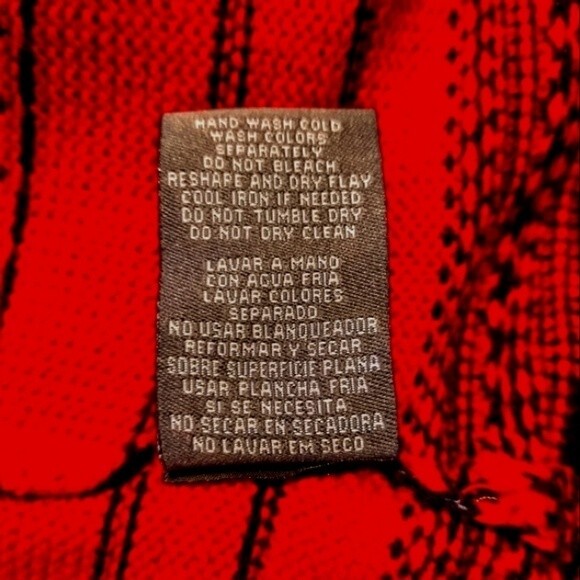 HAND WASH COLD
WASH COLORS
SEPARATELY
DO NOT BLEACH
RESHAPE AND DRY FLAY
COOL IRON IF NEEDED
DO NOT TUMBLE DRY
DO NOT DRY CLEAN
LAVAR A MANO
CON AGUA FRIA
LAVAR COLORES
SEPARADO
NO USAR BLANQUEADOR
REFORMAR Y SECAR
SOBRE SUPERFICIE PLANA
USAR PLANCHA FRIA
SI SE NECESITA
NO SECAR EN SECADORA
NO LAVAR EM SECO